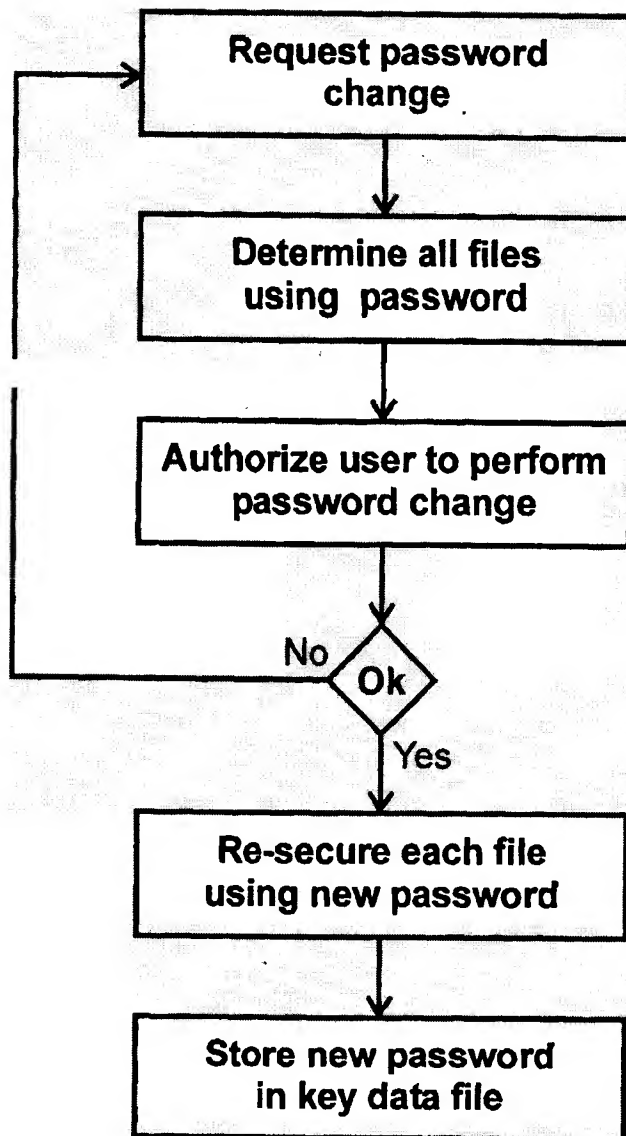 Request password
change
Determine all files
using password
Authorize user to perform
password change
No
Ok
Yes
Re-secure each file
using new password
Store new password
in key data file